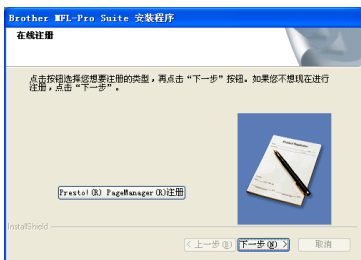 Brother MFL-Pro Suite 安装程序
在线注册
点击按钮选择您想要注册的类型，再点击“下一步”按钮。如果您不想现在进行
注册，点击“下一步”。
Product Registration
Presto!(R) PageManager(R)注册
InstallShield
< 上一步(B) 下一步(N) > 取消